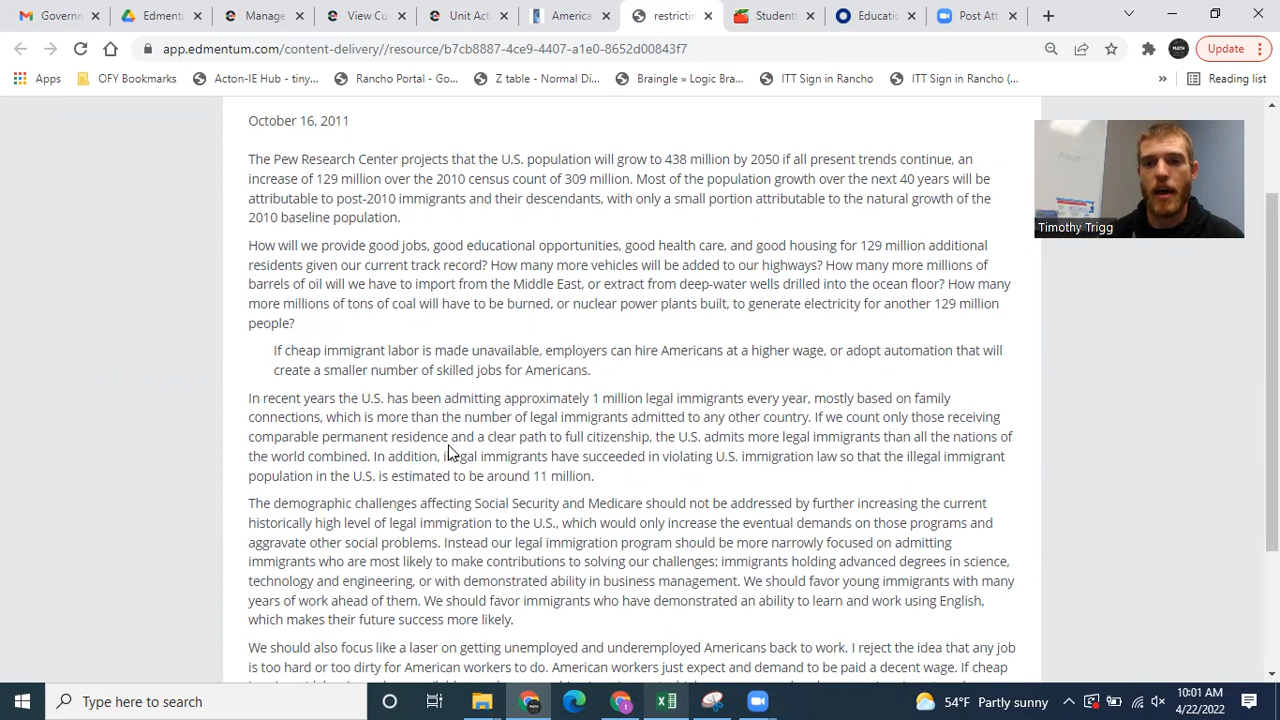 Governm
Edmentu
Manage
View Cu
Unit Act
America
restrictin
Student
Educatio
Post Att
app.edmentum.com/content-delivery//resource/b7cb8887-4ce9-4407-a1e0-8652d00843f7
Update
Apps
OFY Bookmarks
Acton-IE Hub - tiny...
Rancho Portal - Go...
Z table - Normal Di...
Braingle » Logic Bra...
ITT Sign in Rancho
ITT Sign in Rancho (...
»
Reading list
October 16, 2011
The Pew Research Center projects that the U.S. population will grow to 438 million by 2050 if all present trends continue, an
increase of 129 million over the 2010 census count of 309 million. Most of the population growth over the next 40 years will be
attributable to post-2010 immigrants and their descendants, with only a small portion attributable to the natural growth of the
2010 baseline population.
How will we provide good jobs, good educational opportunities, good health care, and good housing for 129 million additional
residents given our current track record? How many more vehicles will be added to our highways? How many more millions of
barrels of oil will we have to import from the Middle East, or extract from deep-water wells drilled into the ocean floor? How many
more millions of tons of coal will have to be burned, or nuclear power plants built, to generate electricity for another 129 million
people?
If cheap immigrant labor is made unavailable, employers can hire Americans at a higher wage, or adopt automation that will
create a smaller number of skilled jobs for Americans.
In recent years the U.S. has been admitting approximately 1 million legal immigrants every year, mostly based on family
connections, which is more than the number of legal immigrants admitted to any other country. If we count only those receiving
comparable permanent residence and a clear path to full citizenship, the U.S. admits more legal immigrants than all the nations of
the world combined. In addition, illegal immigrants have succeeded in violating U.S. immigration law so that the illegal immigrant
population in the U.S. is estimated to be around 11 million.
The demographic challenges affecting Social Security and Medicare should not be addressed by further increasing the current
historically high level of legal immigration to the U.S., which would only increase the eventual demands on those programs and
aggravate other social problems. Instead our legal immigration program should be more narrowly focused on admitting
immigrants who are most likely to make contributions to solving our challenges: immigrants holding advanced degrees in science,
technology and engineering, or with demonstrated ability in business management. We should favor young immigrants with many
years of work ahead of them. We should favor immigrants who have demonstrated an ability to learn and work using English,
which makes their future success more likely.
We should also focus like a laser on getting unemployed and underemployed Americans back to work. I reject the idea that any job
is too hard or too dirty for American workers to do. American workers just expect and demand to be paid a decent wage. If cheap
Timothy Trigg
Type here to search
54°F Partly sunny
10:01 AM
4/22/2022